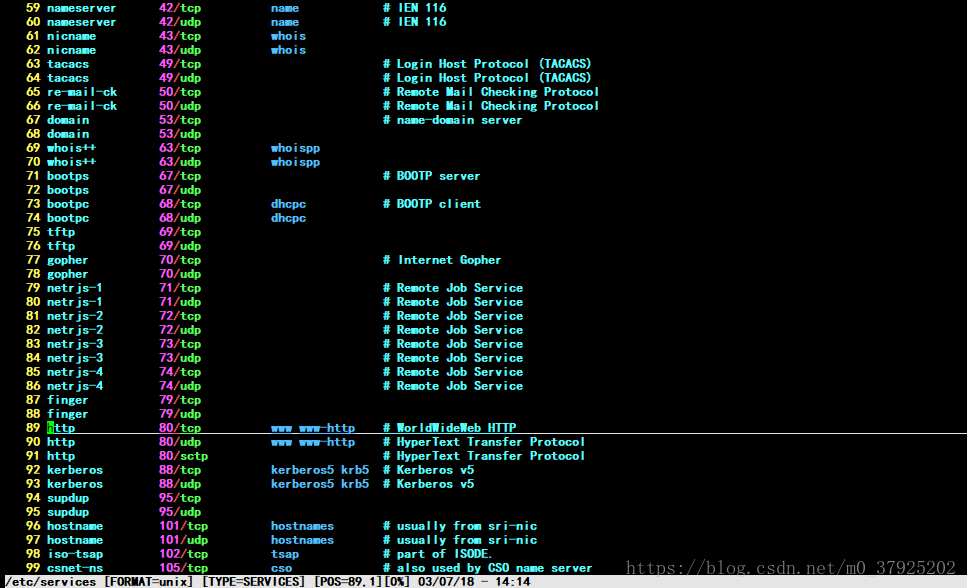 59 nameserver 42/tcp name # IEN 116
60 nameserver 42/udp name # IEN 116
61 nicname 43/tcp whois
62 nicname 43/udp whois
63 tacacs 49/tcp # Login Host Protocol (TACACS)
64 tacacs 49/udp # Login Host Protocol (TACACS)
65 re-mail-ck 50/tcp # Remote Mail Checking Protocol
66 re-mail-ck 50/udp # Remote Mail Checking Protocol
67 domain 53/tcp # name-domain server
68 domain 53/udp
69 whois++ 63/tcp whoispp
70 whois++ 63/udp whoispp
71 bootps 67/tcp # BOOTP server
72 bootps 67/udp
73 bootpc 68/tcp dhcpc # BOOTP client
74 bootpc 68/udp dhcpc
75 tftp 69/tcp
76 tftp 69/udp
77 gopher 70/tcp # Internet Gopher
78 gopher 70/udp
79 netrjs-1 71/tcp # Remote Job Service
80 netrjs-1 71/udp # Remote Job Service
81 netrjs-2 72/tcp # Remote Job Service
82 netrjs-2 72/udp # Remote Job Service
83 netrjs-3 73/tcp # Remote Job Service
84 netrjs-3 73/udp # Remote Job Service
85 netrjs-4 74/tcp # Remote Job Service
86 netrjs-4 74/udp # Remote Job Service
87 finger 79/tcp
88 finger 79/udp
89 http 80/tcp www www-http # WorldWideWeb HTTP
90 http 80/udp www www-http # HyperText Transfer Protocol
91 http 80/sctp # HyperText Transfer Protocol
92 kerberos 88/tcp kerberos5 krb5 # Kerberos v5
93 kerberos 88/udp kerberos5 krb5 # Kerberos v5
94 supdup 95/tcp
95 supdup 95/udp
96 hostname 101/tcp hostnames # usually from sri-nic
97 hostname 101/udp hostnames # usually from sri-nic
98 iso-tsap 102/tcp tsap # part of ISODE.
99 csnet-ns 105/tcp cso # also used by CSO name server
https://blog.csdn.net/m0_37925202
/etc/services [FORMAT=unix] [TYPE=SERVICES] [POS=89,1][0%] 03/07/18 - 14:14